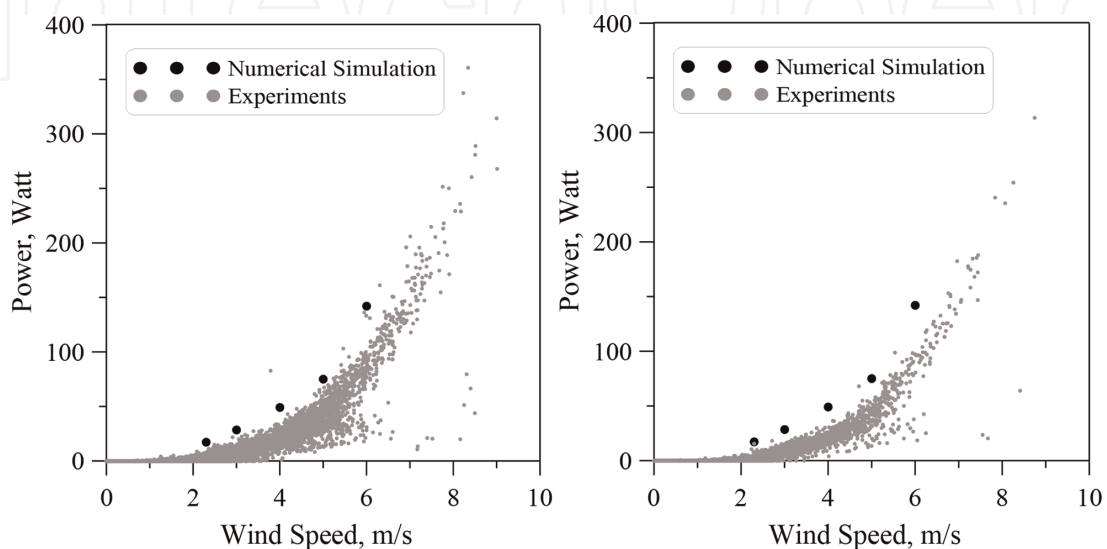 400
300
200
100
0
Power, Watt
Numerical Simulation
Experiments
0 2 4 6 8 10
Wind Speed, m/s
400
300
200
100
0
Power, Watt
Numerical Simulation
Experiments
0 2 4 6 8 10
Wind Speed, m/s